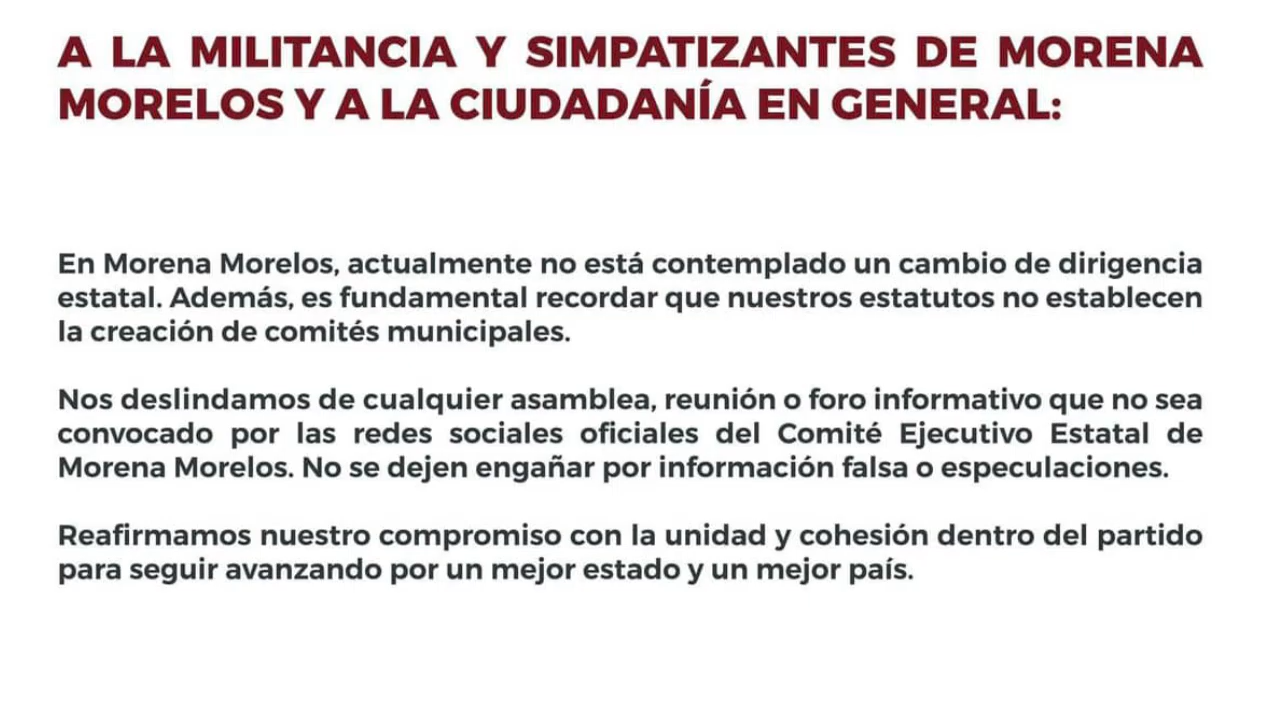 A LA MILITANCIA Y SIMPATIZANTES DE MORENA
MORELOS Y A LA CIUDADANÍA EN GENERAL:
En Morena Morelos, actualmente no está contemplado un cambio de dirigencia
estatal. Además, es fundamental recordar que nuestros estatutos no establecen
la creación de comités municipales.
Nos deslindamos de cualquier asamblea, reunión o foro informativo que no sea
convocado por las redes sociales oficiales del Comité Ejecutivo Estatal de
Morena Morelos. No se dejen engañar por información falsa o especulaciones.
Reafirmamos nuestro compromiso con la unidad y cohesión dentro del partido
para seguir avanzando por un mejor estado y un mejor país.